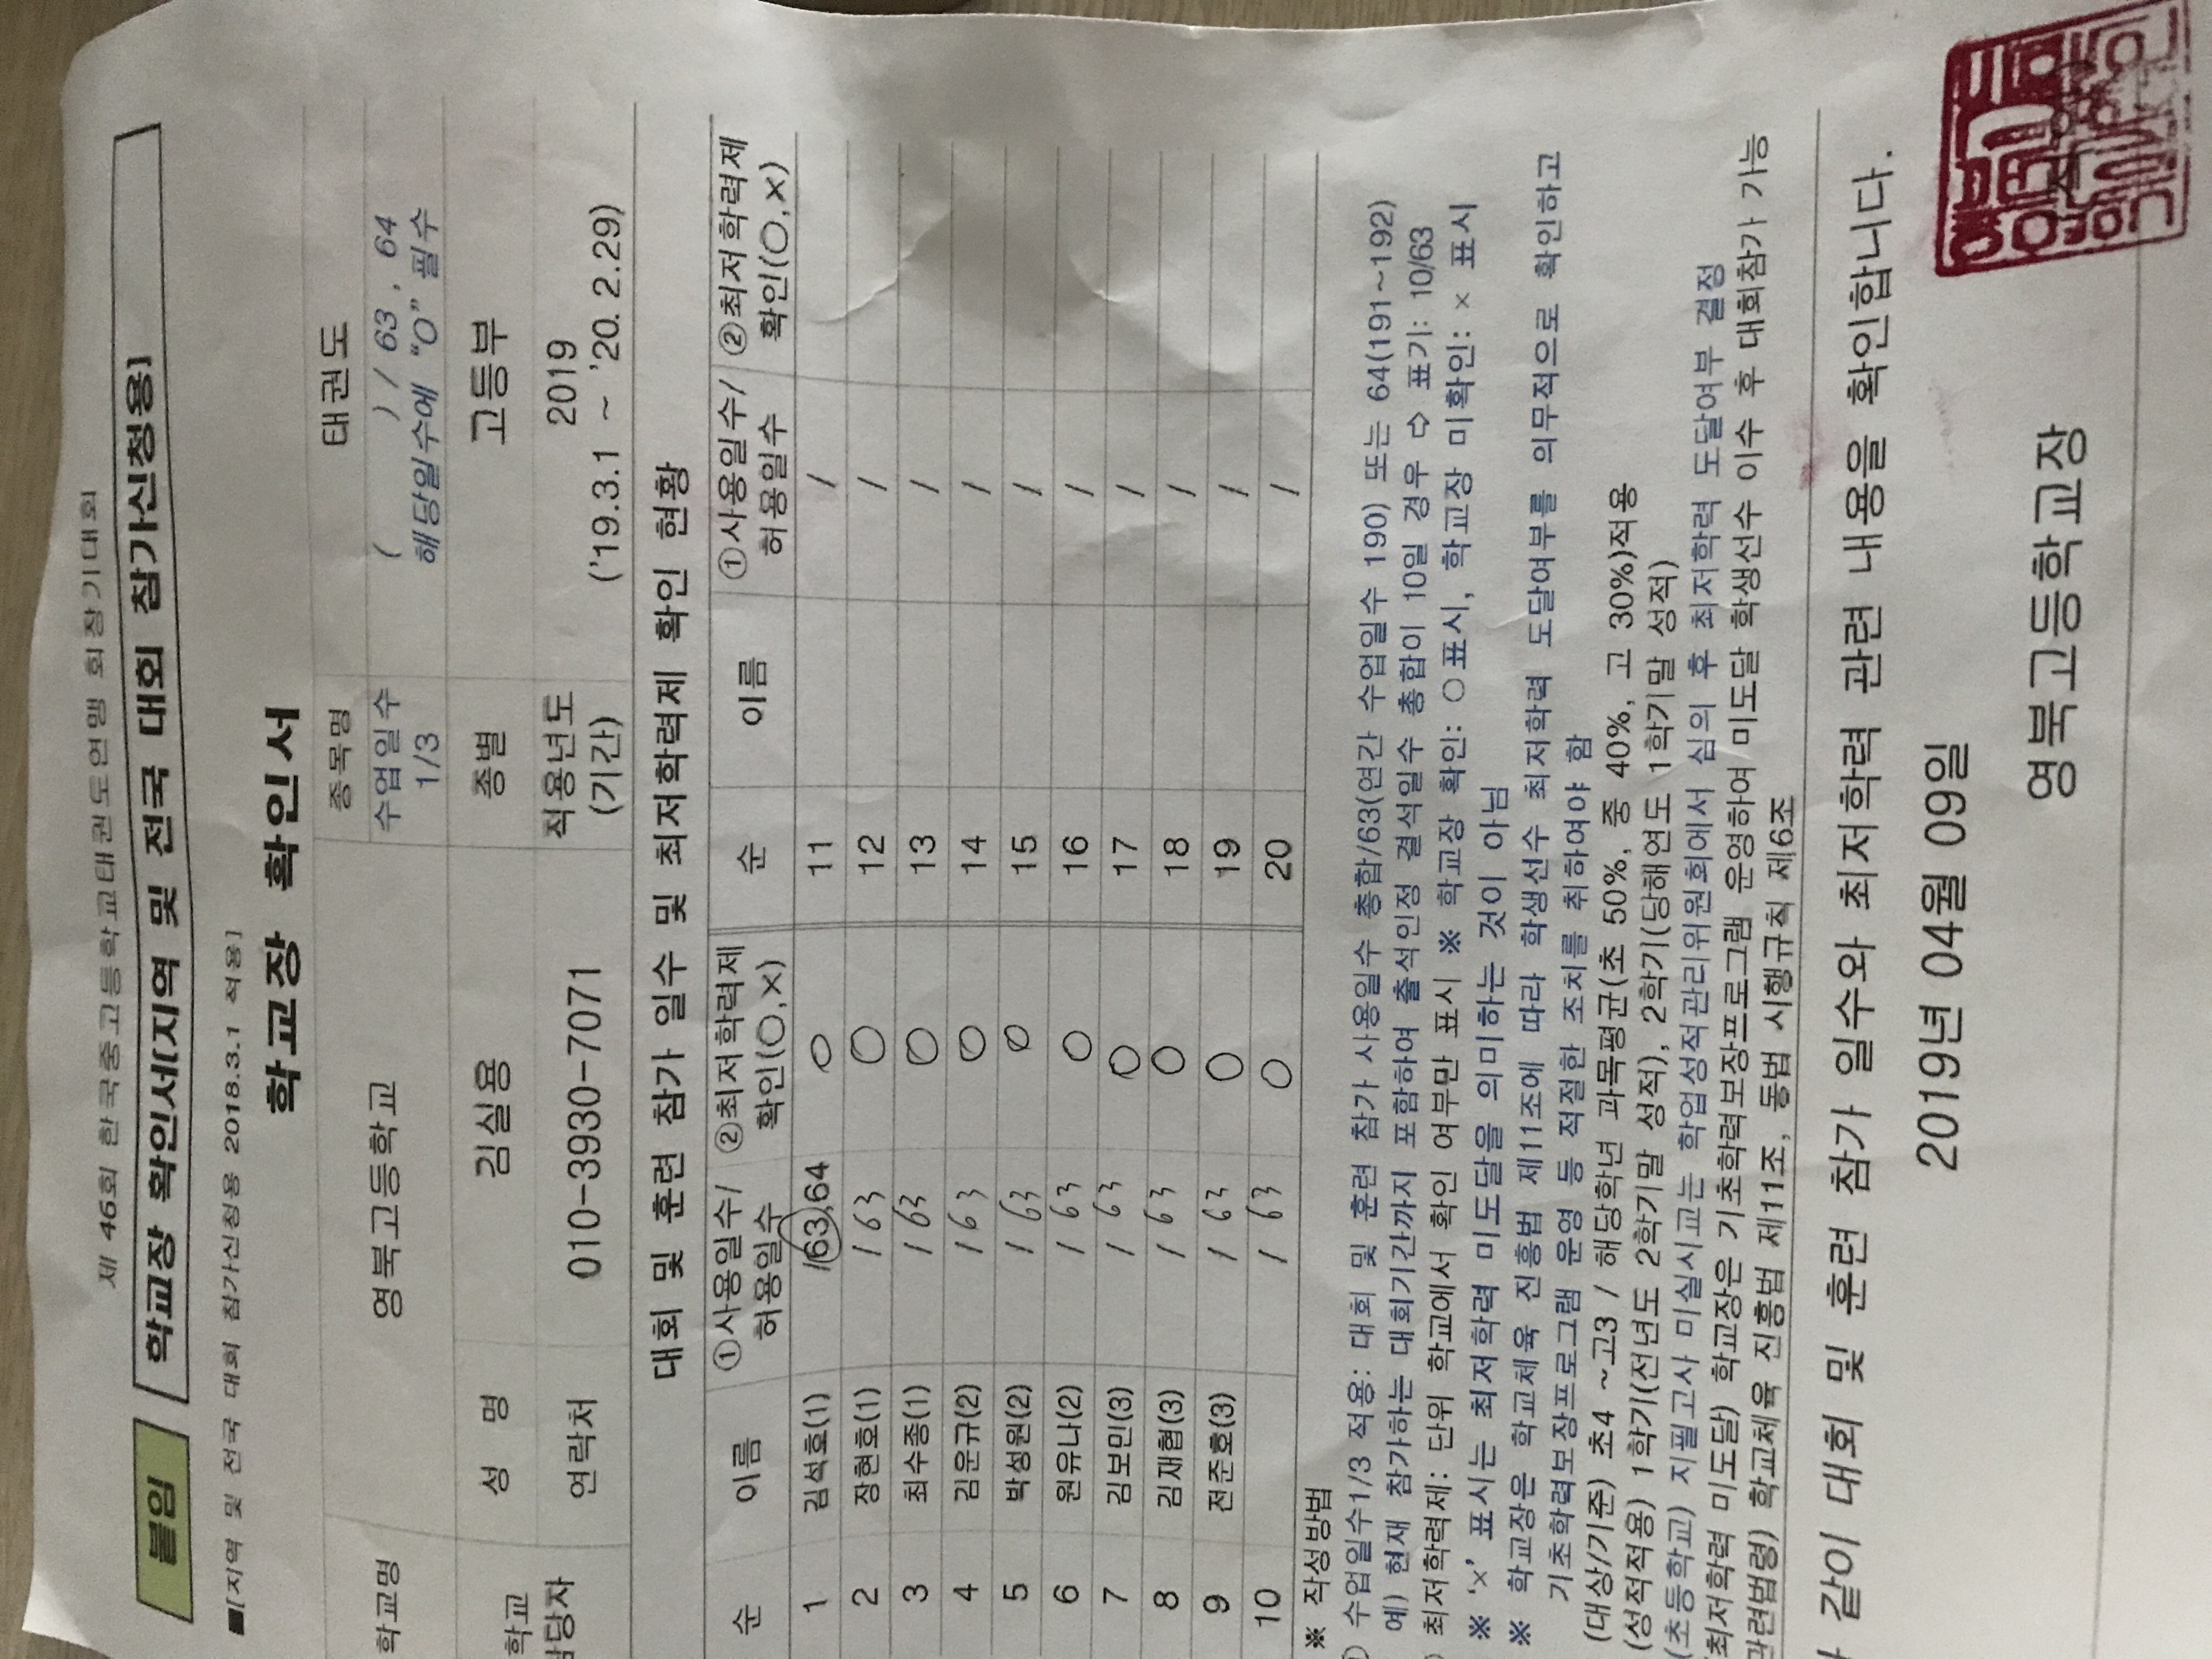 제 46회 한국중고등학교태권도연맹 회장기대회
붙임 학교장 확인서(지역 및 전국 대회 참가신청용)
■[지역 및 전국 대회 참가신청용 2018.3.1 적용]
학교장 확인서
학교명 영북고등학교 종목명 태권도
수업일수 1/3 ( ) / 63 , 64
해당일수에 "O" 필수
학교 담당자 성 명 김실용 종별 고등부
연락처 010-3930-7071 적용년도 (기간) 2019
('19.3.1 ~ '20. 2.29)
대회 및 훈련 참가 일수 및 최저학력제 확인 현황
순 이름 ①사용일수/ 허용일수 ②최저학력제 확인(○,×) 순 이름 ①사용일수/ 허용일수 ②최저학력제 확인(○,×)
1 김석호(1) /63,64 ○ 11 /
2 장현호(1) / 63 ○ 12 /
3 최수종(1) / 63 ○ 13 /
4 김운규(2) / 63 ○ 14 /
5 박성원(2) / 63 ○ 15 /
6 원유나(2) / 63 ○ 16 /
7 김보민(3) / 63 ○ 17 /
8 김재협(3) / 63 ○ 18 /
9 전준호(3) / 63 ○ 19 /
10 / 63 ○ 20 /
※ 작성방법
① 수업일수1/3 적용: 대회 및 훈련 참가 사용일수 총합/63(연간 수업일수 190) 또는 64(191~192)
예) 현재 참가하는 대회기간까지 포함하여 출석인정 결석일수 총합이 10일 경우 ⇨ 표기: 10/63
최저학력제: 단위 학교에서 확인 여부만 표시 ※ 학교장 확인: ○표시, 학교장 미확인: × 표시
※ '×' 표시는 최저학력 미도달을 의미하는 것이 아님
※ 학교장은 학교체육 진흥법 제11조에 따라 학생선수 최저학력 도달여부를 의무적으로 확인하고
기초학력보장프로그램 운영 등 적절한 조치를 취하여야 함
(대상/기준) 초4 ~고3 / 해당학년 과목평균(초 50%, 중 40%, 고 30%)적용
(성적적용) 1학기(전년도 2학기말 성적), 2학기(당해연도 1학기말 성적)
(초등학교) 지필고사 미실시교는 학업성적관리위원회에서 심의 후 최저학력 도달여부 결정
(최저학력 미도달) 학교장은 기초학력보장프로그램 운영하여 미도달 학생선수 이수 후 대회참가 가능
관련법령) 학교체육 진흥법 제11조, 동법 시행규칙 제6조
같이 대회 및 훈련 참가 일수와 최저학력 관련 내용을 확인합니다.
2019년 04월 09일
영북고등학교장